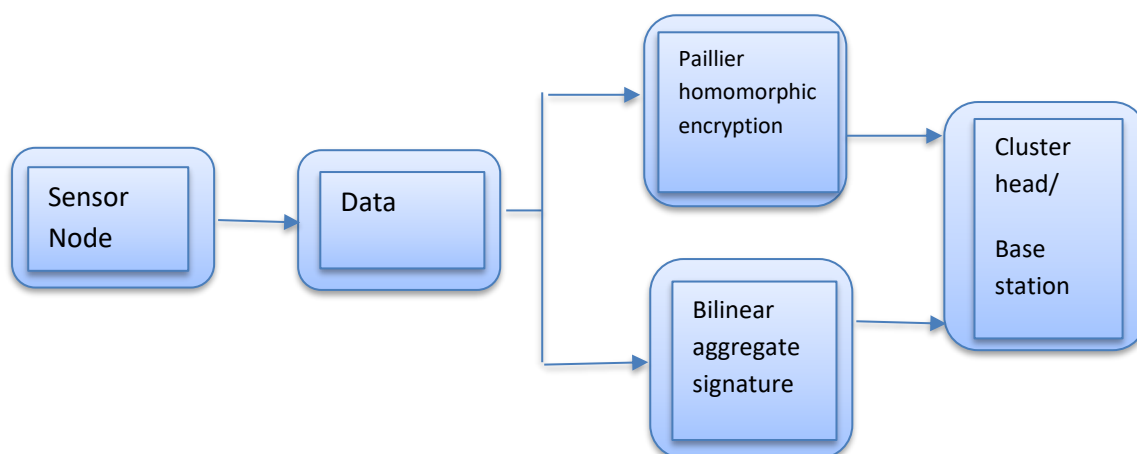 Sensor
Node
Data
Paillier
homomorphic
encryption
Bilinear
aggregate
signature
Cluster
head/
Base
station